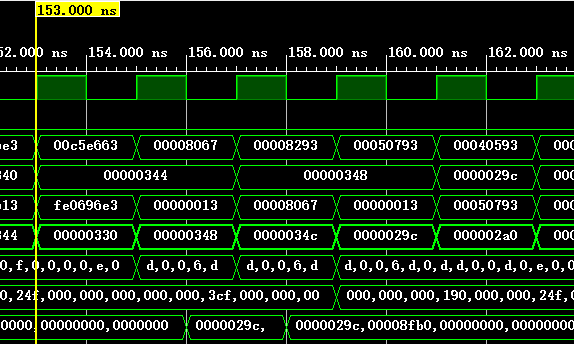 153.000 ns
52.000 ns 154.000 ns 156.000 ns 158.000 ns 160.000 ns 162.000 ns
be3 00c5e663 00008067 00008293 00050793 00040593 000
340 00000344 00000348 0000029c 000
b13 fe0696e3 00000013 00008067 00000013 00050793 000
344 00000330 00000348 0000034c 0000029c 000002a0 000
0,f,0,0,0,0,e,0 d,0,0,6,d d,0,0,6,d d,0,0,6,d,0,d,d,0,d,0,e,0,0
0,24f,000,000,000,000,000,3cf,000,000,00 000,000,000,190,000,000,24f,0
0000,00000000,0000000 0000029c, 0000029c,00008fb0,00000000,00000000